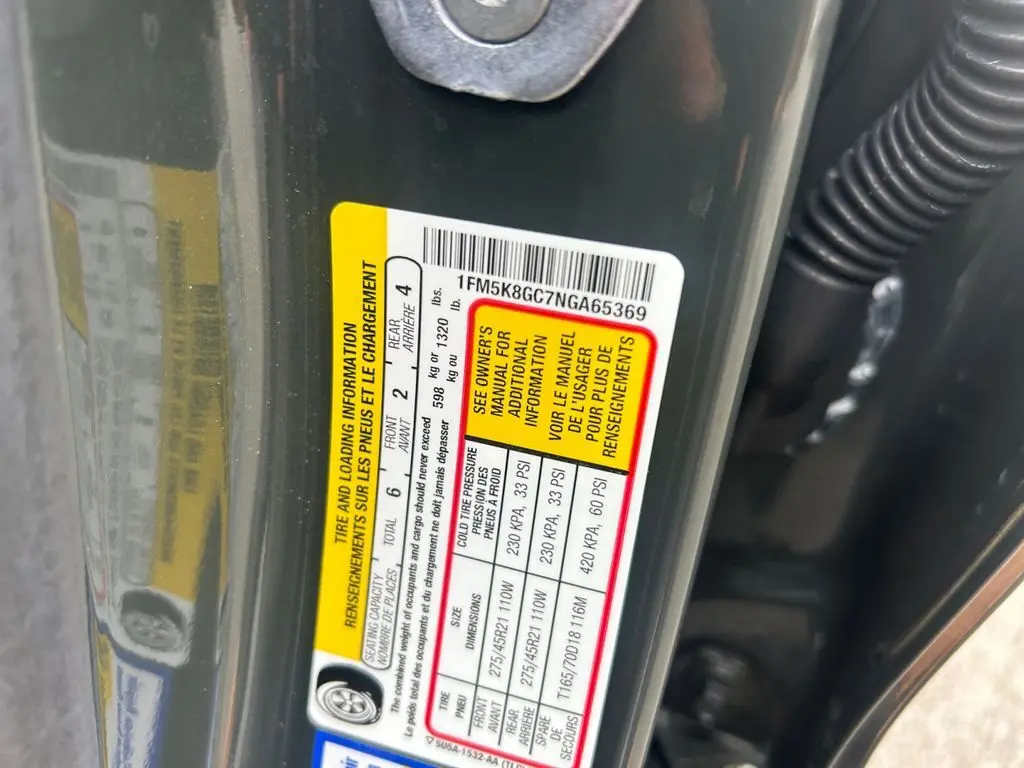 TIRE AND LOADING INFORMATION
RENSEIGNEMENTS SUR LES PNEUS ET LE CHARGEMENT
SEATING CAPACITY
NOMBRE DE PLACES
TOTAL 6
FRONT
AVANT
2
REAR
ARRIÈRE
4
The combined weight of occupants and cargo should never exceed
Le poids total des occupants et du chargement ne doit jamais dépasser
598 kg or 1320 lbs.
kg ou lb.
1FM5K8GC7NGA65369
TIRE
PNEU
SIZE
DIMENSIONS
COLD TIRE PRESSURE
PRESSION DES
PNEUS À FROID
FRONT
AVANT
275/45R21 110W
230 KPA, 33 PSI
REAR
ARRIÈRE
275/45R21 110W
230 KPA, 33 PSI
SPARE
DE
SECOURS
T165/70D18 116M
420 KPA, 60 PSI
SEE OWNER'S
MANUAL FOR
ADDITIONAL
INFORMATION
VOIR LE MANUEL
DE L'USAGER
POUR PLUS DE
RENSEIGNEMENTS
5U5A-1532-AA